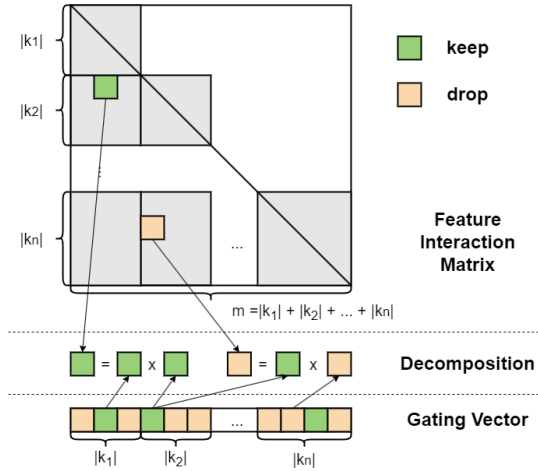 |k₁|
keep
|k₂|
drop
⋮
|kₙ|
...
Feature
Interaction
Matrix
m =|k₁| + |k₂| + ... + |kₙ|
= x
= x
Decomposition
...
Gating Vector
|k₁|
|k₂|
|kₙ|